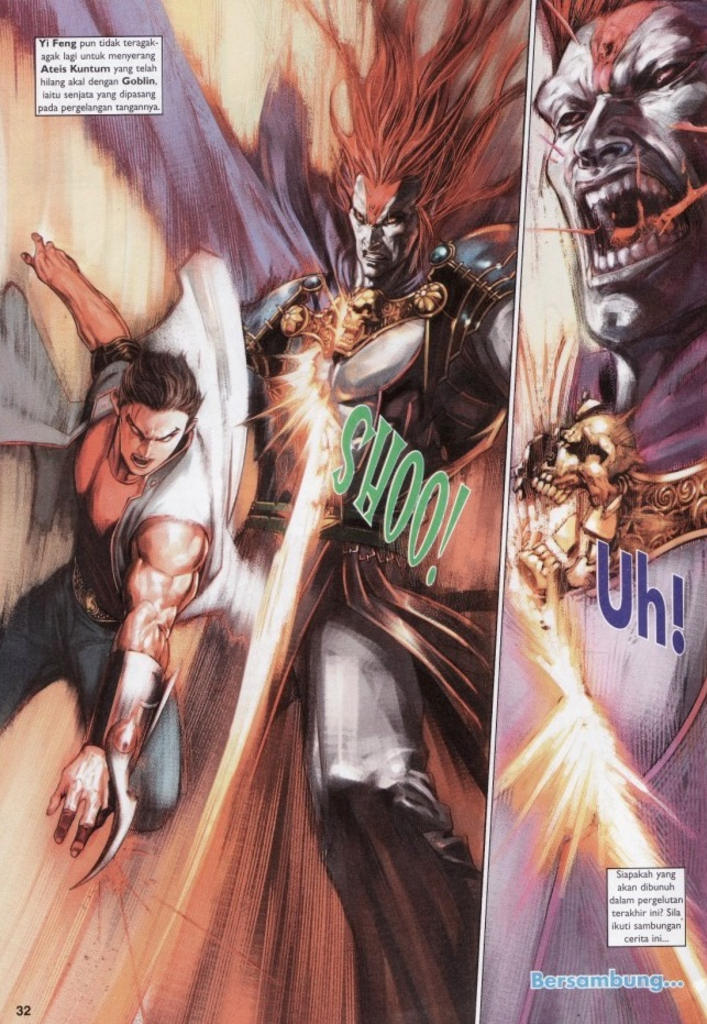 Yi Feng pun tidak teragak-
agak lagi untuk menyerang
Ateis Kuntum yang telah
hilang akal dengan Goblin,
iaitu senjata yang dipasang
pada pergelangan tangannya.
SHOO!
Uh!
Siapakah yang
akan dibunuh
dalam pergelutan
terakhir ini? Sila
ikuti sambungan
cerita ini...
Bersambung...
32